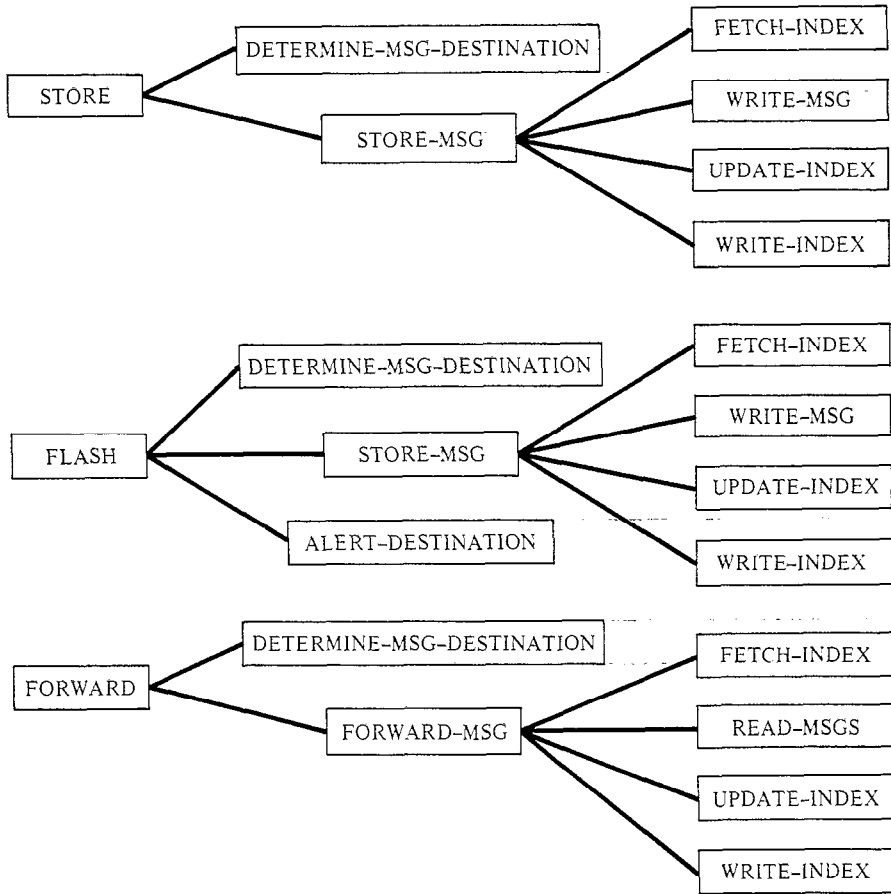 FETCH-INDEX
DETERMINE-MSG-DESTINATION
STORE
WRITE-MSG
STORE-MSG
UPDATE-INDEX
WRITE-INDEX
FETCH-INDEX
DETERMINE-MSG-DESTINATION
WRITE-MSG
FLASH
STORE-MSG
UPDATE-INDEX
ALERT-DESTINATION
WRITE-INDEX
DETERMINE-MSG-DESTINATION
FETCH-INDEX
FORWARD
FORWARD-MSG
READ-MSGS
UPDATE-INDEX
WRITE-INDEX